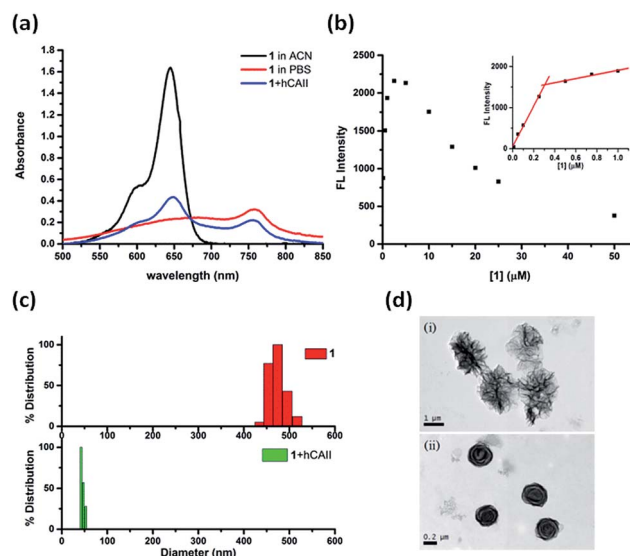 (a)
1.8
1.6
1.4
1.2
1.0
0.8
0.6
0.4
0.2
0.0
Absorbance
500 550 600 650 700 750 800 850
wavelength (nm)
1 in ACN
1 in PBS
1+hCAII
(b)
2500
2250
2000
1750
1500
1250
1000
750
500
250
0
FL Intensity
0 10 20 30 40 50
[1] (μM)
2000
1000
0
FL Intensity
0.0 0.2 0.4 0.6 0.8 1.0
[1] (μM)
(c)
100
50
0
% Distribution
0 100 200 300 400 500 600
1
100
50
0
% Distribution
0 100 200 300 400 500 600
Diameter (nm)
1+hCAII
(d)
(i)
1 μm
(ii)
0.2 μm